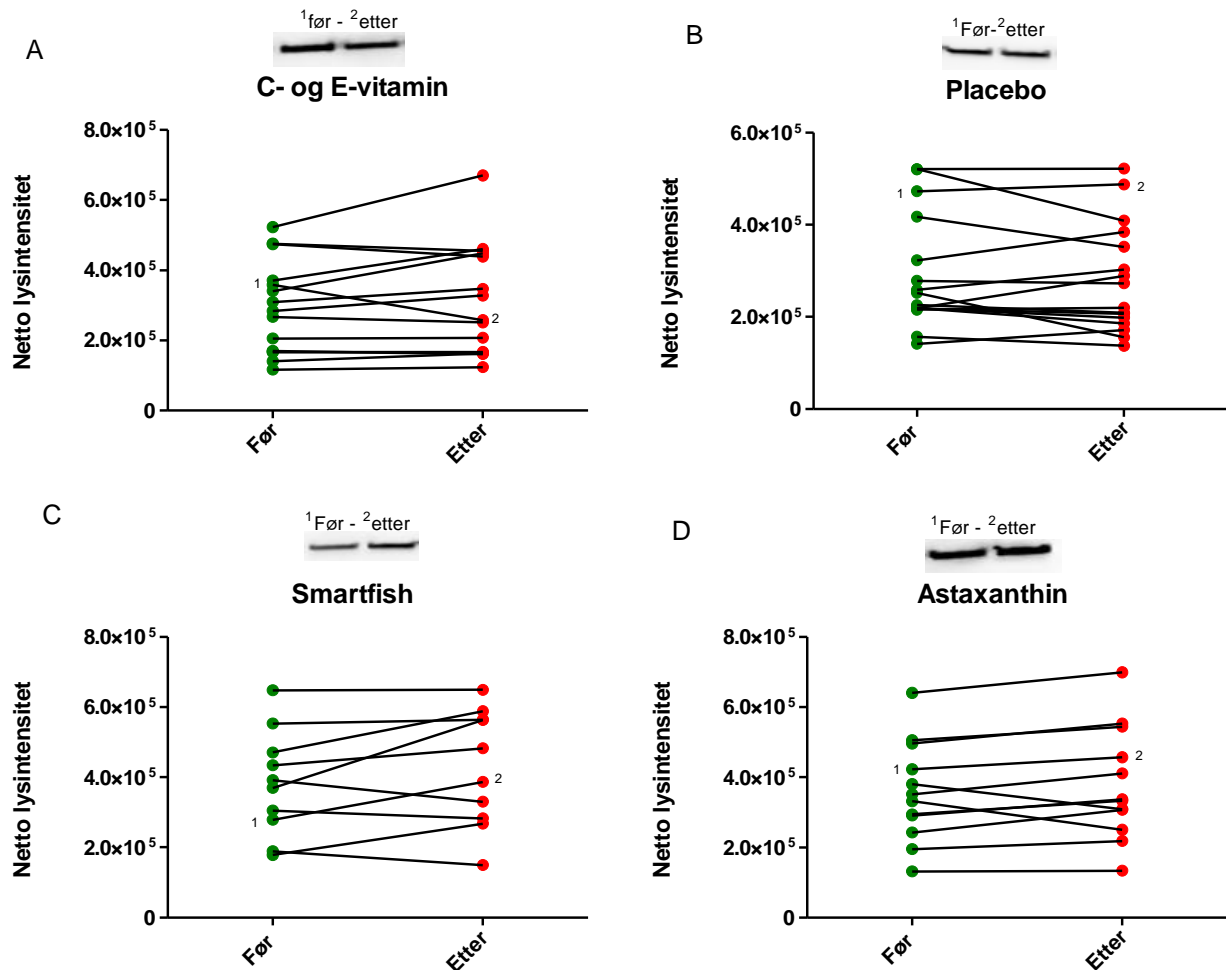 A
¹før - ²etter
C- og E-vitamin
Netto lysintensitet
8.0×10⁵
6.0×10⁵
4.0×10⁵
2.0×10⁵
0
1
2
Før
Etter
B
¹Før-²etter
Placebo
Netto lysintensitet
6.0×10⁵
4.0×10⁵
2.0×10⁵
0
1
2
Før
Etter
C
¹Før - ²etter
Smartfish
Netto lysintensitet
8.0×10⁵
6.0×10⁵
4.0×10⁵
2.0×10⁵
0
1
2
Før
Etter
D
¹Før - ²etter
Astaxanthin
Netto lysintensitet
8.0×10⁵
6.0×10⁵
4.0×10⁵
2.0×10⁵
0
1
2
Før
Etter